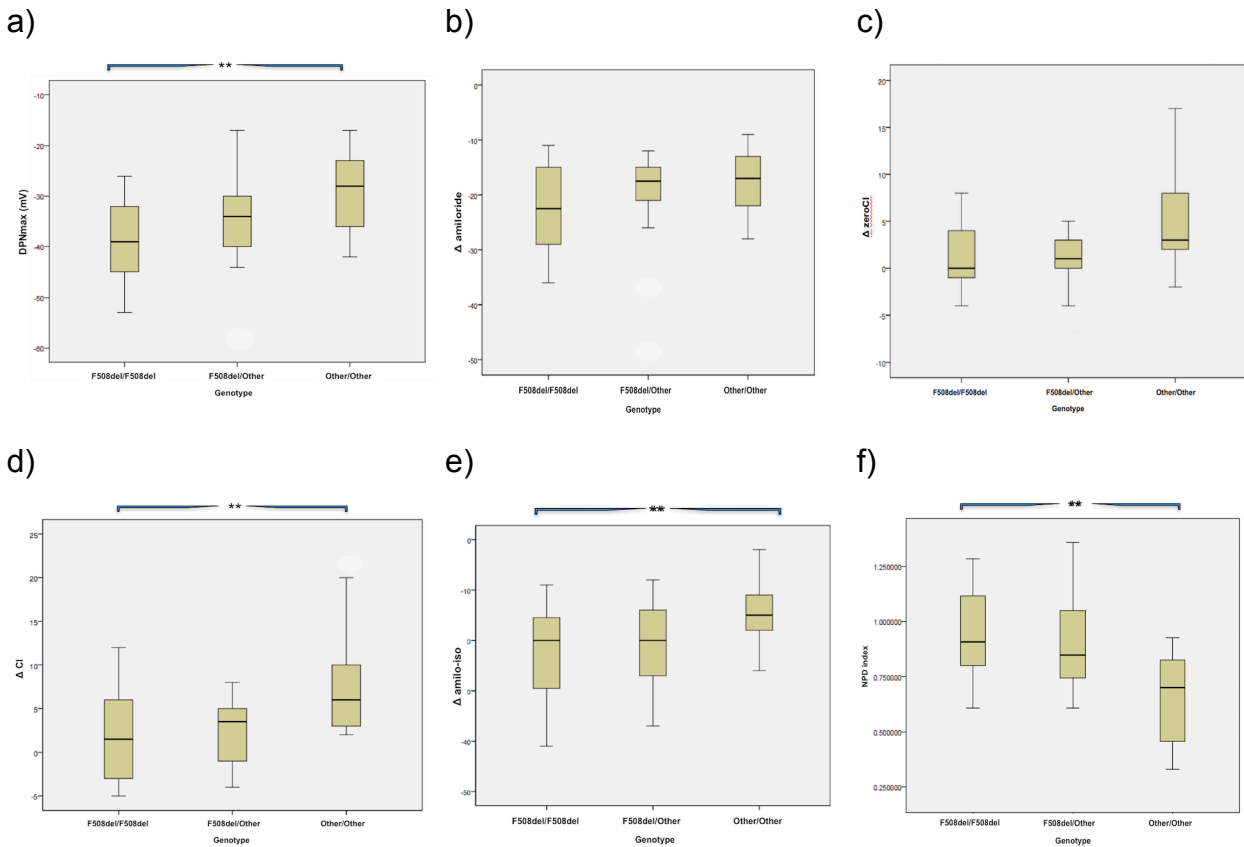 a)
**
-10
-20
-30
-40
-50
-60
DPNmax (mV)
F508del/F508del F508del/Other Other/Other
Genotype
b)
0
-10
-20
-30
-40
-50
Δ amiloride
F508del/F508del F508del/Other Other/Other
Genotype
c)
20
15
10
5
0
-5
-10
Δ zeroCl
F508del/F508del F508del/Other Other/Other
Genotype
d)
**
25
20
15
10
5
0
-5
Δ Cl
F508del/F508del F508del/Other Other/Other
Genotype
e)
**
0
-10
0
0
-40
-50
Δ amilo-iso
F508del/F508del F508del/Other Other/Other
Genotype
f)
**
1.250000
1.000000
0.750000
0.500000
0.250000
NPD index
F508del/F508del F508del/Other Other/Other
Genotype